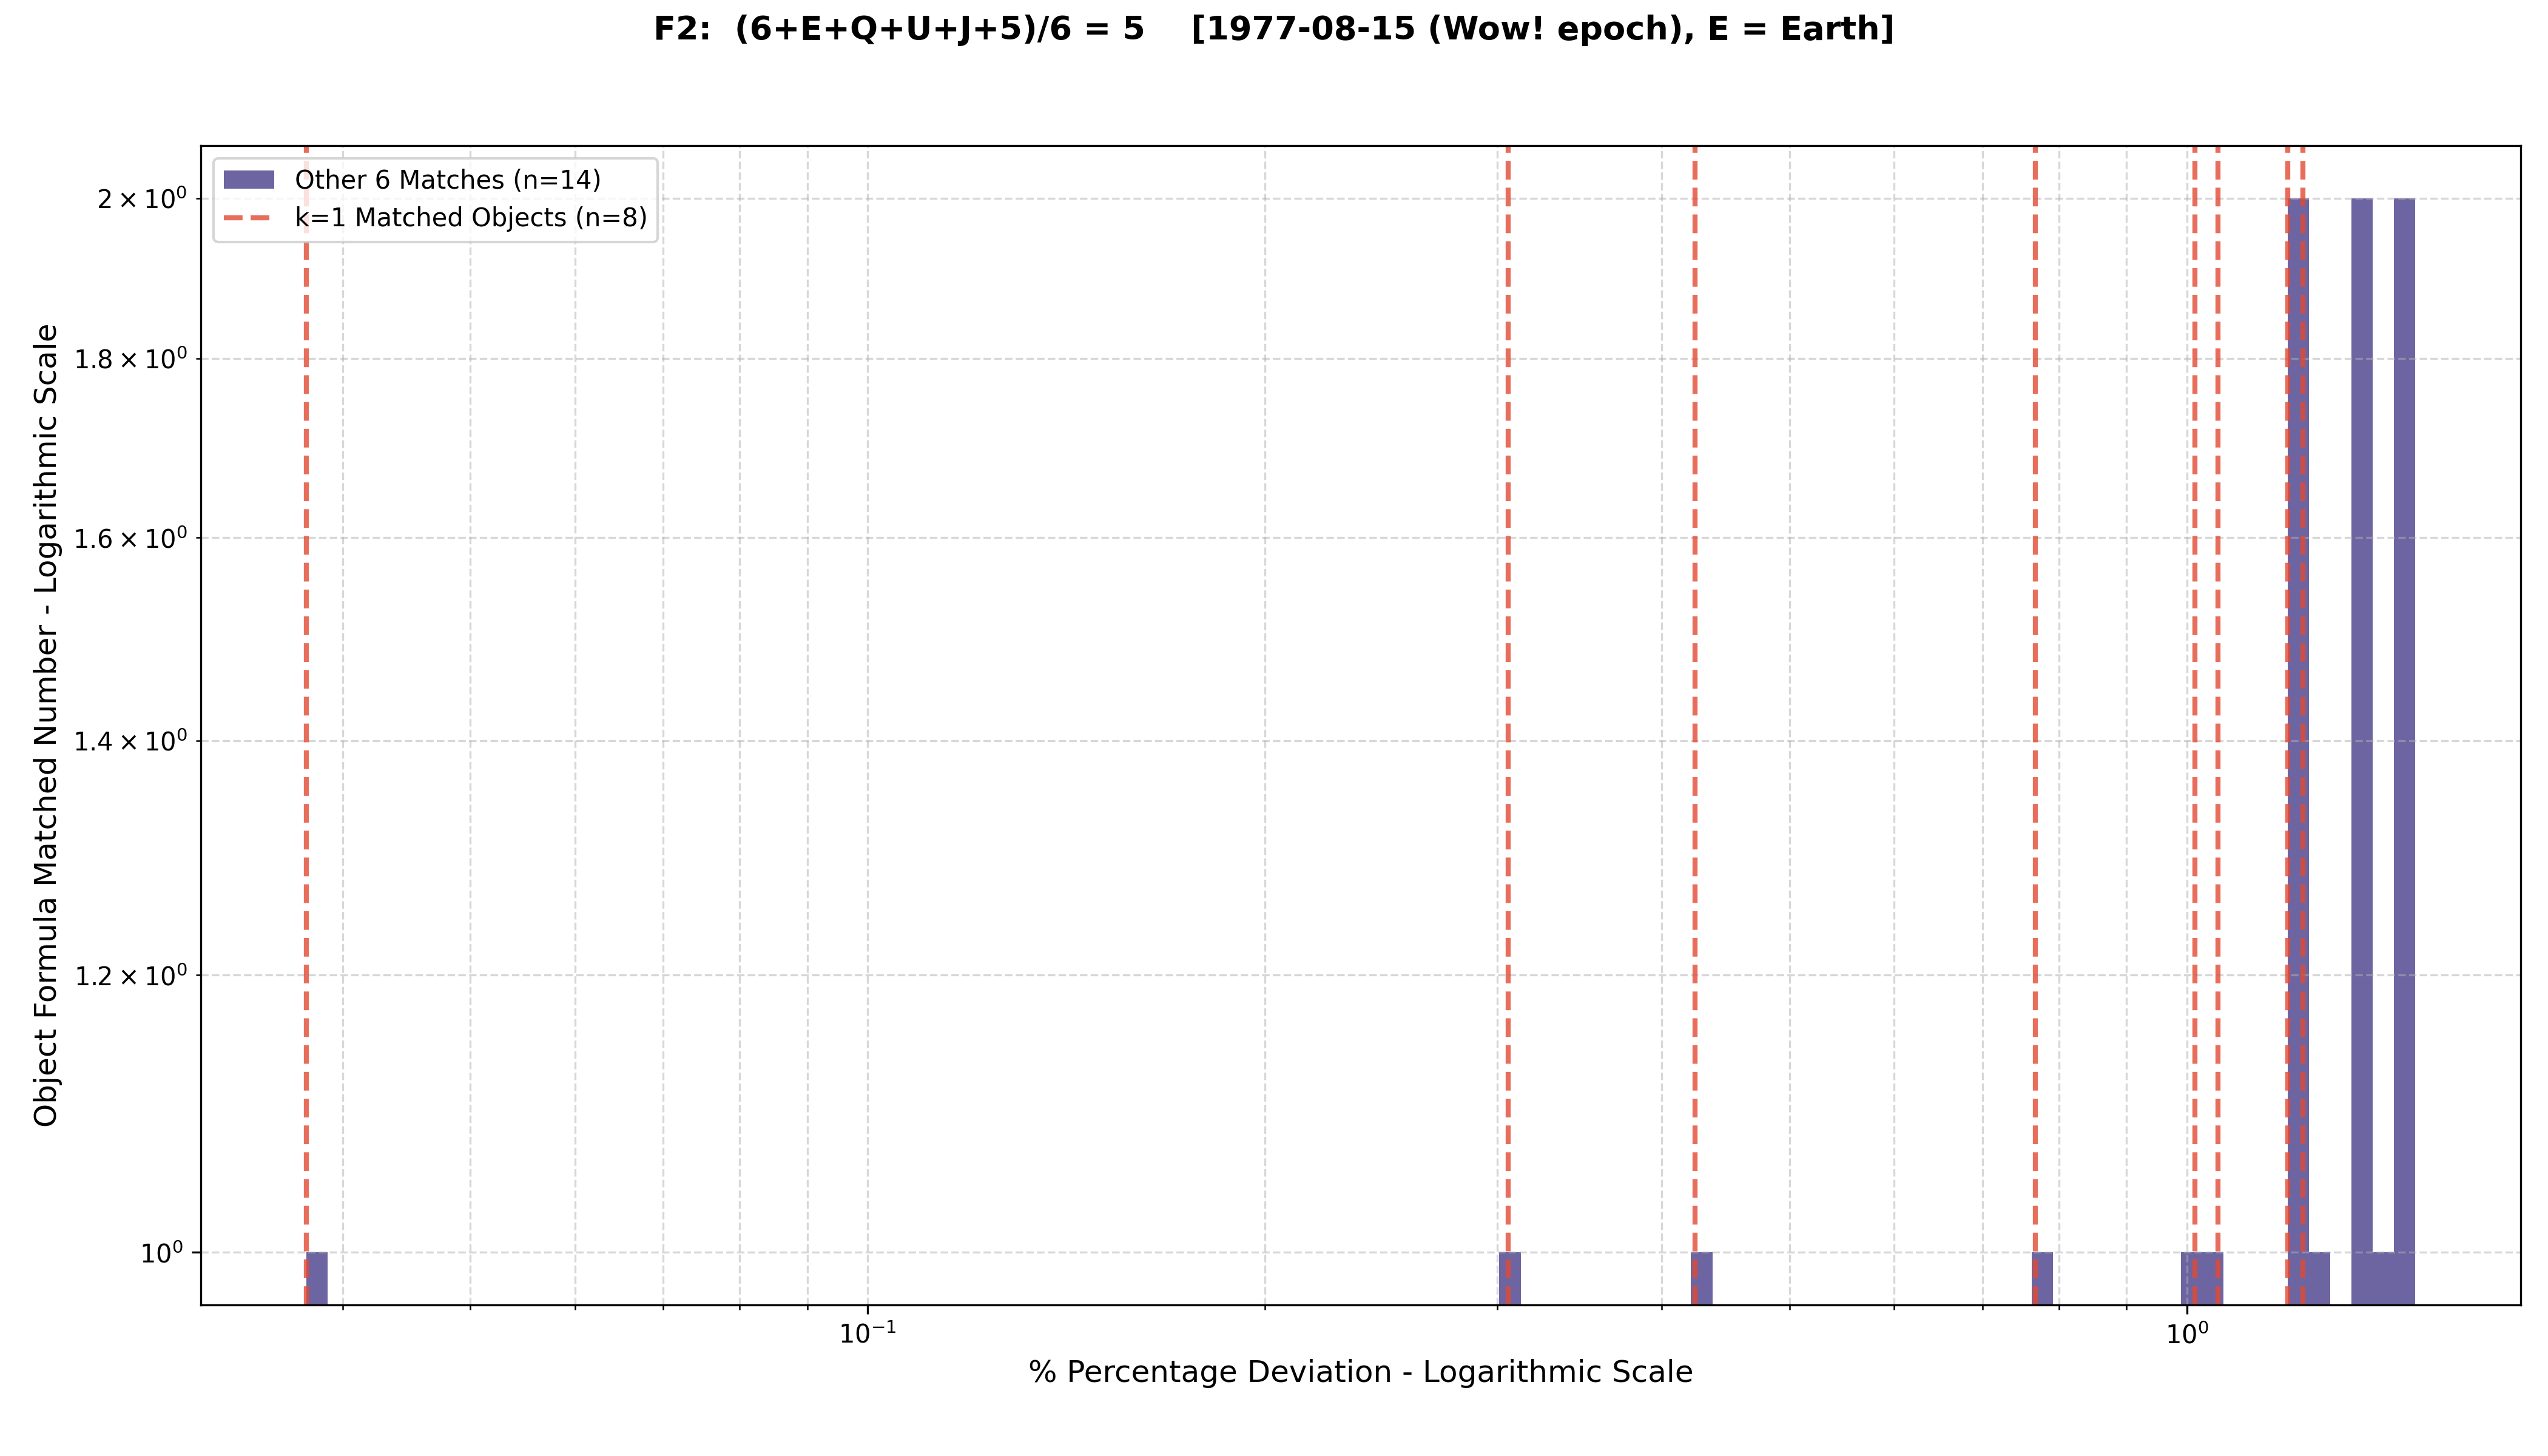 F2:  (6+E+Q+U+J+5)/6 = 5    [1977-08-15 (Wow! epoch), E = Earth]
Other 6 Matches (n=14)
k=1 Matched Objects (n=8)
Object Formula Matched Number - Logarithmic Scale
2 × 10⁰
1.8 × 10⁰
1.6 × 10⁰
1.4 × 10⁰
1.2 × 10⁰
10⁰
10⁻¹
10⁰
% Percentage Deviation - Logarithmic Scale